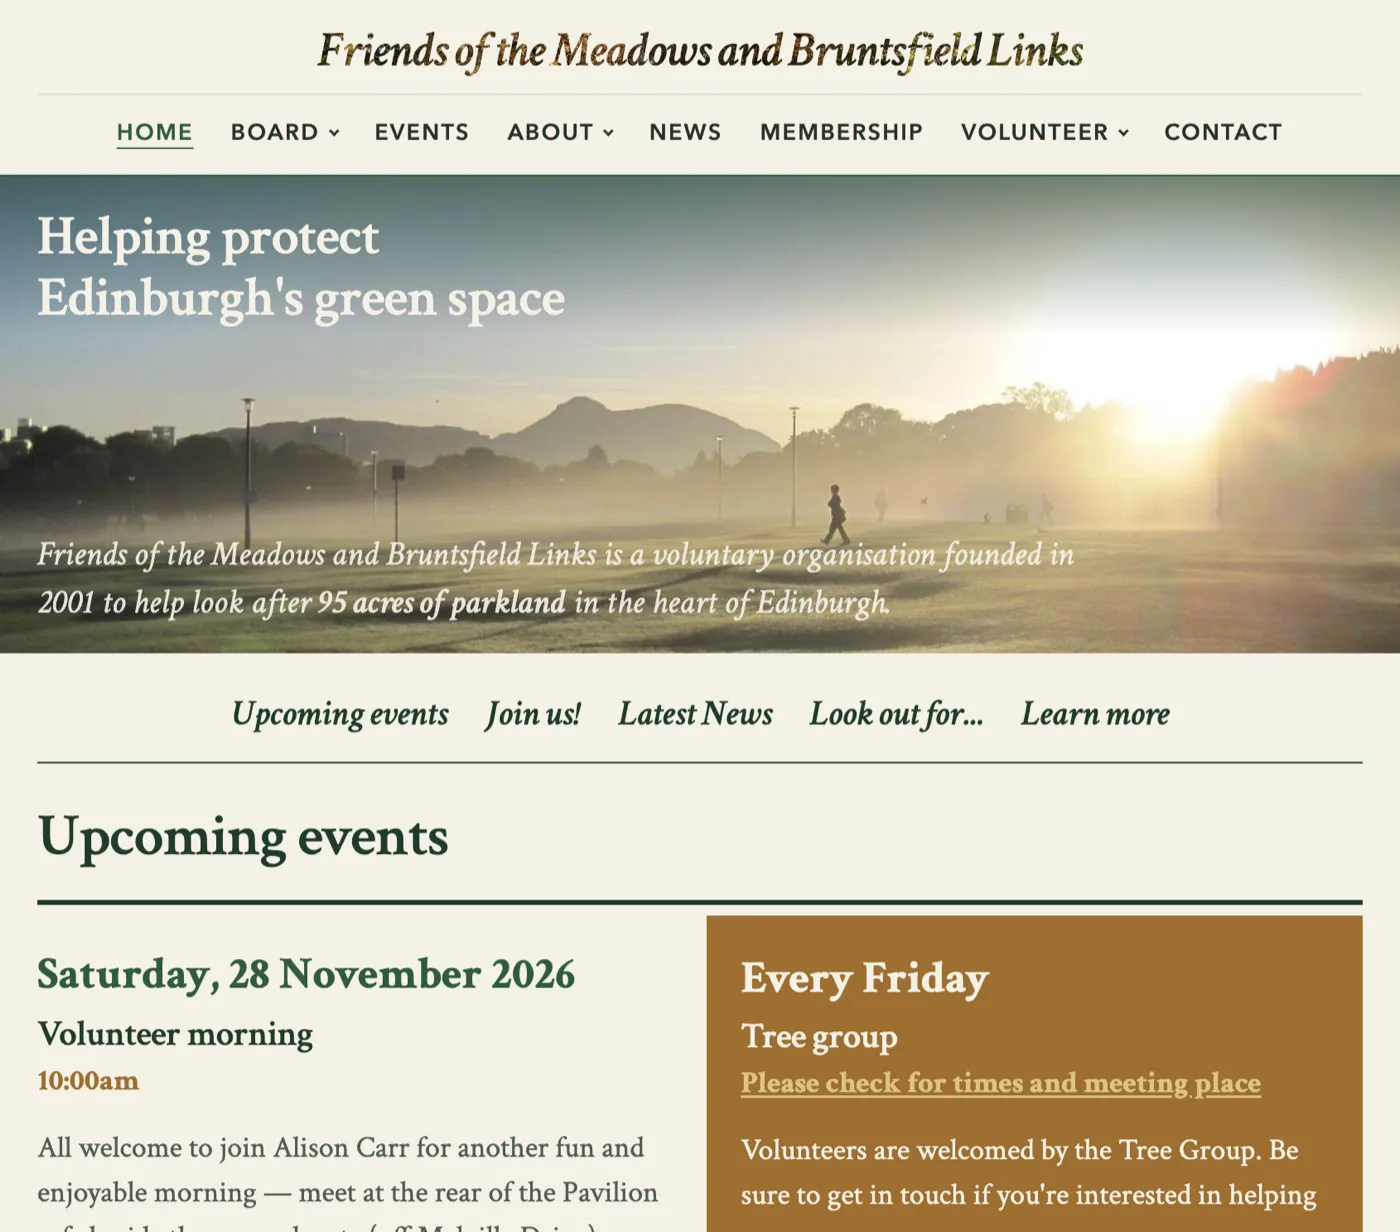 Friends of the Meadows and Bruntsfield Links
HOME BOARD EVENTS ABOUT NEWS MEMBERSHIP VOLUNTEER CONTACT
Helping protect
Edinburgh's green space
Friends of the Meadows and Bruntsfield Links is a voluntary organisation founded in
2001 to help look after 95 acres of parkland in the heart of Edinburgh.
Upcoming events Join us! Latest News Look out for... Learn more
Upcoming events
Saturday, 28 November 2026
Volunteer morning
10:00am
All welcome to join Alison Carr for another fun and
enjoyable morning — meet at the rear of the Pavilion
Every Friday
Tree group
Please check for times and meeting place
Volunteers are welcomed by the Tree Group. Be
sure to get in touch if you're interested in helping